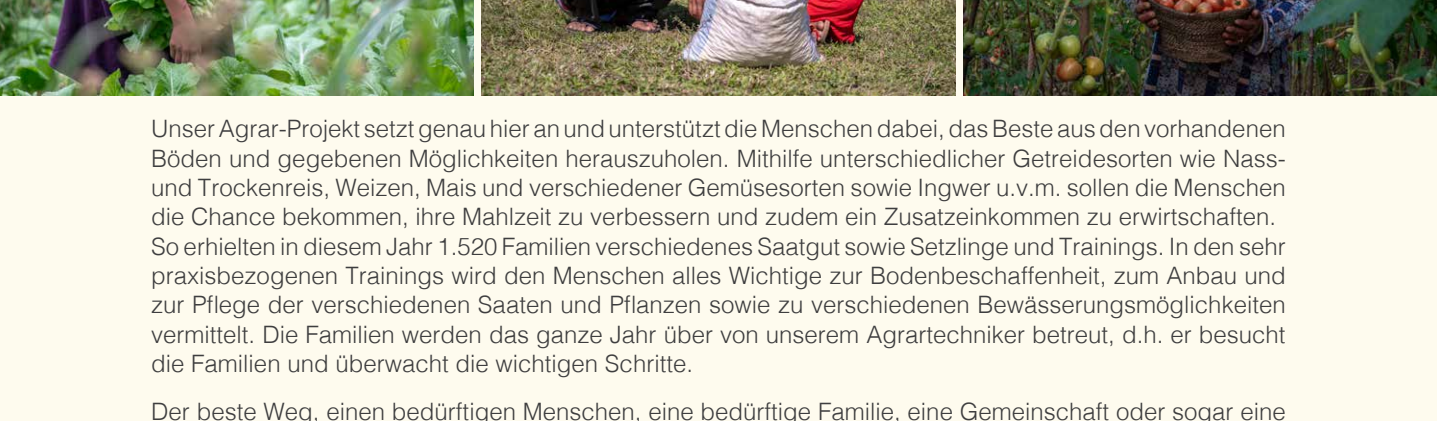 Unser Agrar-Projekt setzt genau hier an und unterstützt die Menschen dabei, das Beste aus den vorhandenen
Böden und gegebenen Möglichkeiten herauszuholen. Mithilfe unterschiedlicher Getreidesorten wie Nass-
und Trockenreis, Weizen, Mais und verschiedener Gemüsesorten sowie Ingwer u.v.m. sollen die Menschen
die Chance bekommen, ihre Mahlzeit zu verbessern und zudem ein Zusatzeinkommen zu erwirtschaften.
So erhielten in diesem Jahr 1.520 Familien verschiedenes Saatgut sowie Setzlinge und Trainings. In den sehr
praxisbezogenen Trainings wird den Menschen alles Wichtige zur Bodenbeschaffenheit, zum Anbau und
zur Pflege der verschiedenen Saaten und Pflanzen sowie zu verschiedenen Bewässerungsmöglichkeiten
vermittelt. Die Familien werden das ganze Jahr über von unserem Agrartechniker betreut, d.h. er besucht
die Familien und überwacht die wichtigen Schritte.
Der beste Weg, einen bedürftigen Menschen, eine bedürftige Familie, eine Gemeinschaft oder sogar eine